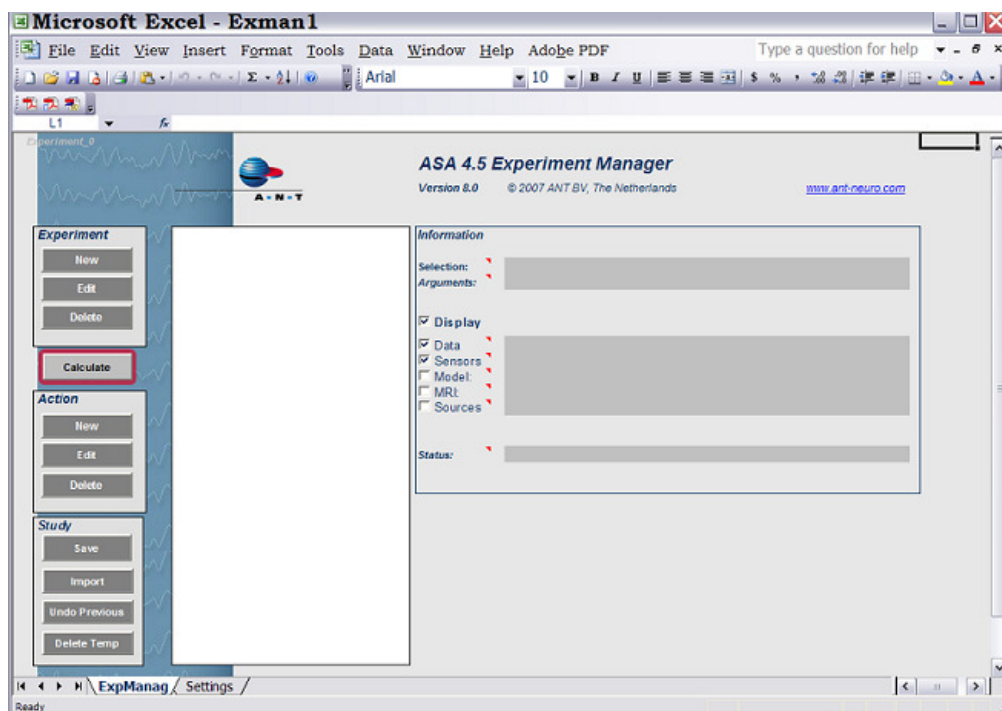 Microsoft Excel - Exman1
File Edit View Insert Format Tools Data Window Help Adobe PDF Type a question for help
Arial 10 B I U $ % ,
L1 fx
Experiment_0
A·N·T
ASA 4.5 Experiment Manager
Version 8.0 © 2007 ANT BV, The Netherlands www.ant-neuro.com
Experiment
New
Edit
Delete
Calculate
Action
New
Edit
Delete
Study
Save
Import
Undo Previous
Delete Temp
Information
Selection:
Arguments:
Display
Data
Sensors
Model:
MRI:
Sources
Status:
ExpManag Settings
Ready